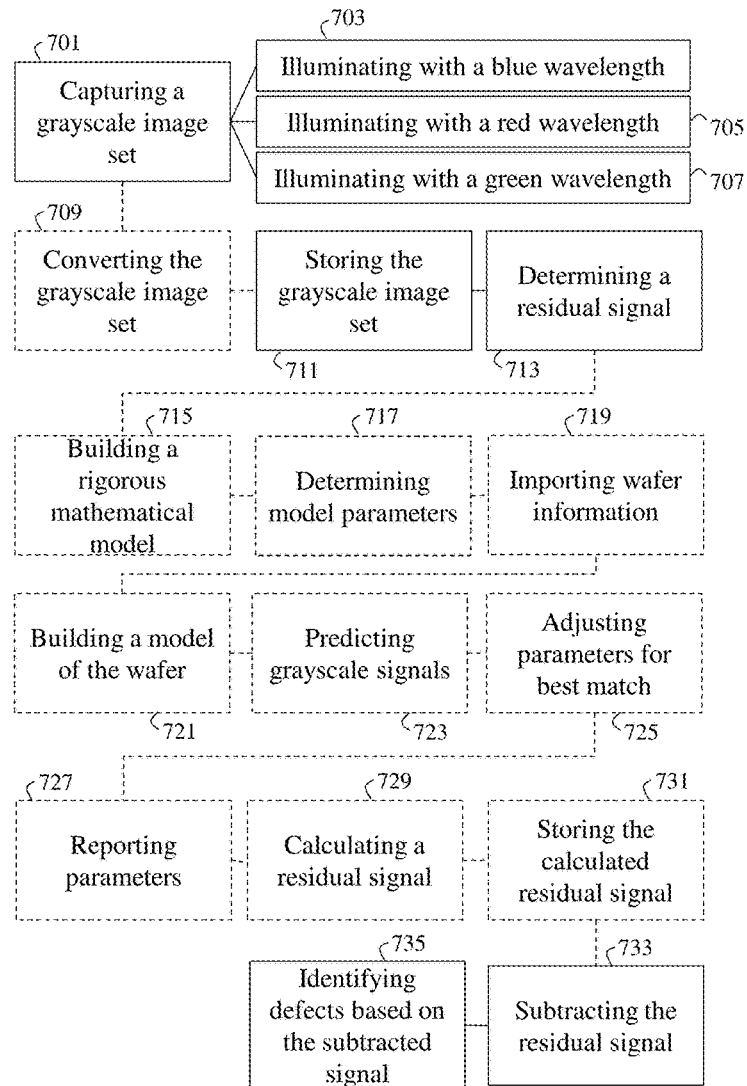 701
Capturing a
grayscale image
set
703
Illuminating with a blue wavelength
Illuminating with a red wavelength
705
Illuminating with a green wavelength
707
709
Converting the
grayscale image
set
Storing the
grayscale image
set
711
Determining a
residual signal
713
715
Building a
rigorous
mathematical
model
717
Determining
model parameters
719
Importing wafer
information
Building a model
of the wafer
721
Predicting
grayscale signals
723
Adjusting
parameters for
best match
725
727
Reporting
parameters
729
Calculating a
residual signal
731
Storing the
calculated
residual signal
733
Subtracting the
residual signal
735
Identifying
defects based on
the subtracted
signal